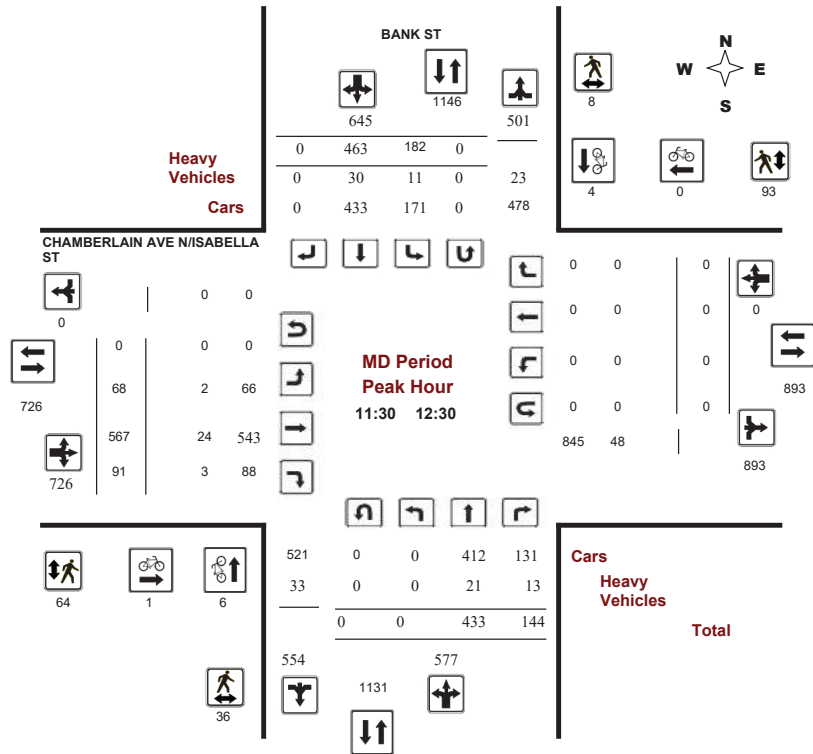 BANK ST
N
W E
S
1146
8
645 501
0 463 182 0
Heavy
Vehicles
0 30 11 0 23
Cars
0 433 171 0 478
4 0 93
CHAMBERLAIN AVE N/ISABELLA
ST
0 0
0
0 0 0
0 0 0
0
0 0 0
726
68 2 66
MD Period
Peak Hour
11:30 12:30
0 0 0
893
0 0 0
567 24 543
845 48
726
91 3 88
893
521 0 0 412 131
Cars
33 0 0 21 13
Heavy
Vehicles
64 1 6
0 0 433 144
Total
554 577
1131
36